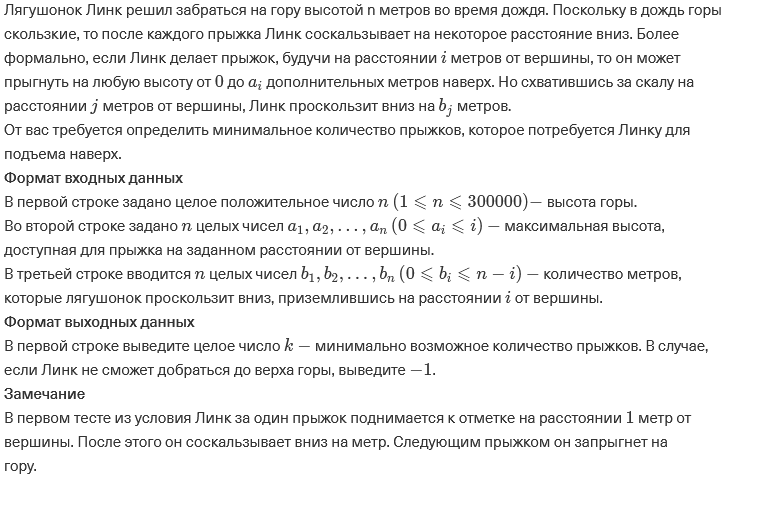 Лягушонок Линк решил забраться на гору высотой n метров во время дождя. Поскольку в дождь горы
скользкие, то после каждого прыжка Линк соскальзывает на некоторое расстояние вниз. Более
формально, если Линк делает прыжок, будучи на расстоянии i метров от вершины, то он может
прыгнуть на любую высоту от 0 до a_i дополнительных метров наверх. Но схватившись за скалу на
расстоянии j метров от вершины, Линк проскользит вниз на b_j метров.
От вас требуется определить минимальное количество прыжков, которое потребуется Линку для
подъема наверх.
Формат входных данных
В первой строке задано целое положительное число n (1 ⩽ n ⩽ 300000)− высота горы.
Во второй строке задано n целых чисел a_1, a_2, …, a_n (0 ⩽ a_i ⩽ i) − максимальная высота,
доступная для прыжка на заданном расстоянии от вершины.
В третьей строке вводится n целых чисел b_1, b_2, …, b_n (0 ⩽ b_i ⩽ n − i) − количество метров,
которые лягушонок проскользит вниз, приземлившись на расстоянии i от вершины.
Формат выходных данных
В первой строке выведите целое число k − минимально возможное количество прыжков. В случае,
если Линк не сможет добраться до верха горы, выведите −1.
Замечание
В первом тесте из условия Линк за один прыжок поднимается к отметке на расстоянии 1 метр от
вершины. После этого он соскальзывает вниз на метр. Следующим прыжком он запрыгнет на
гору.